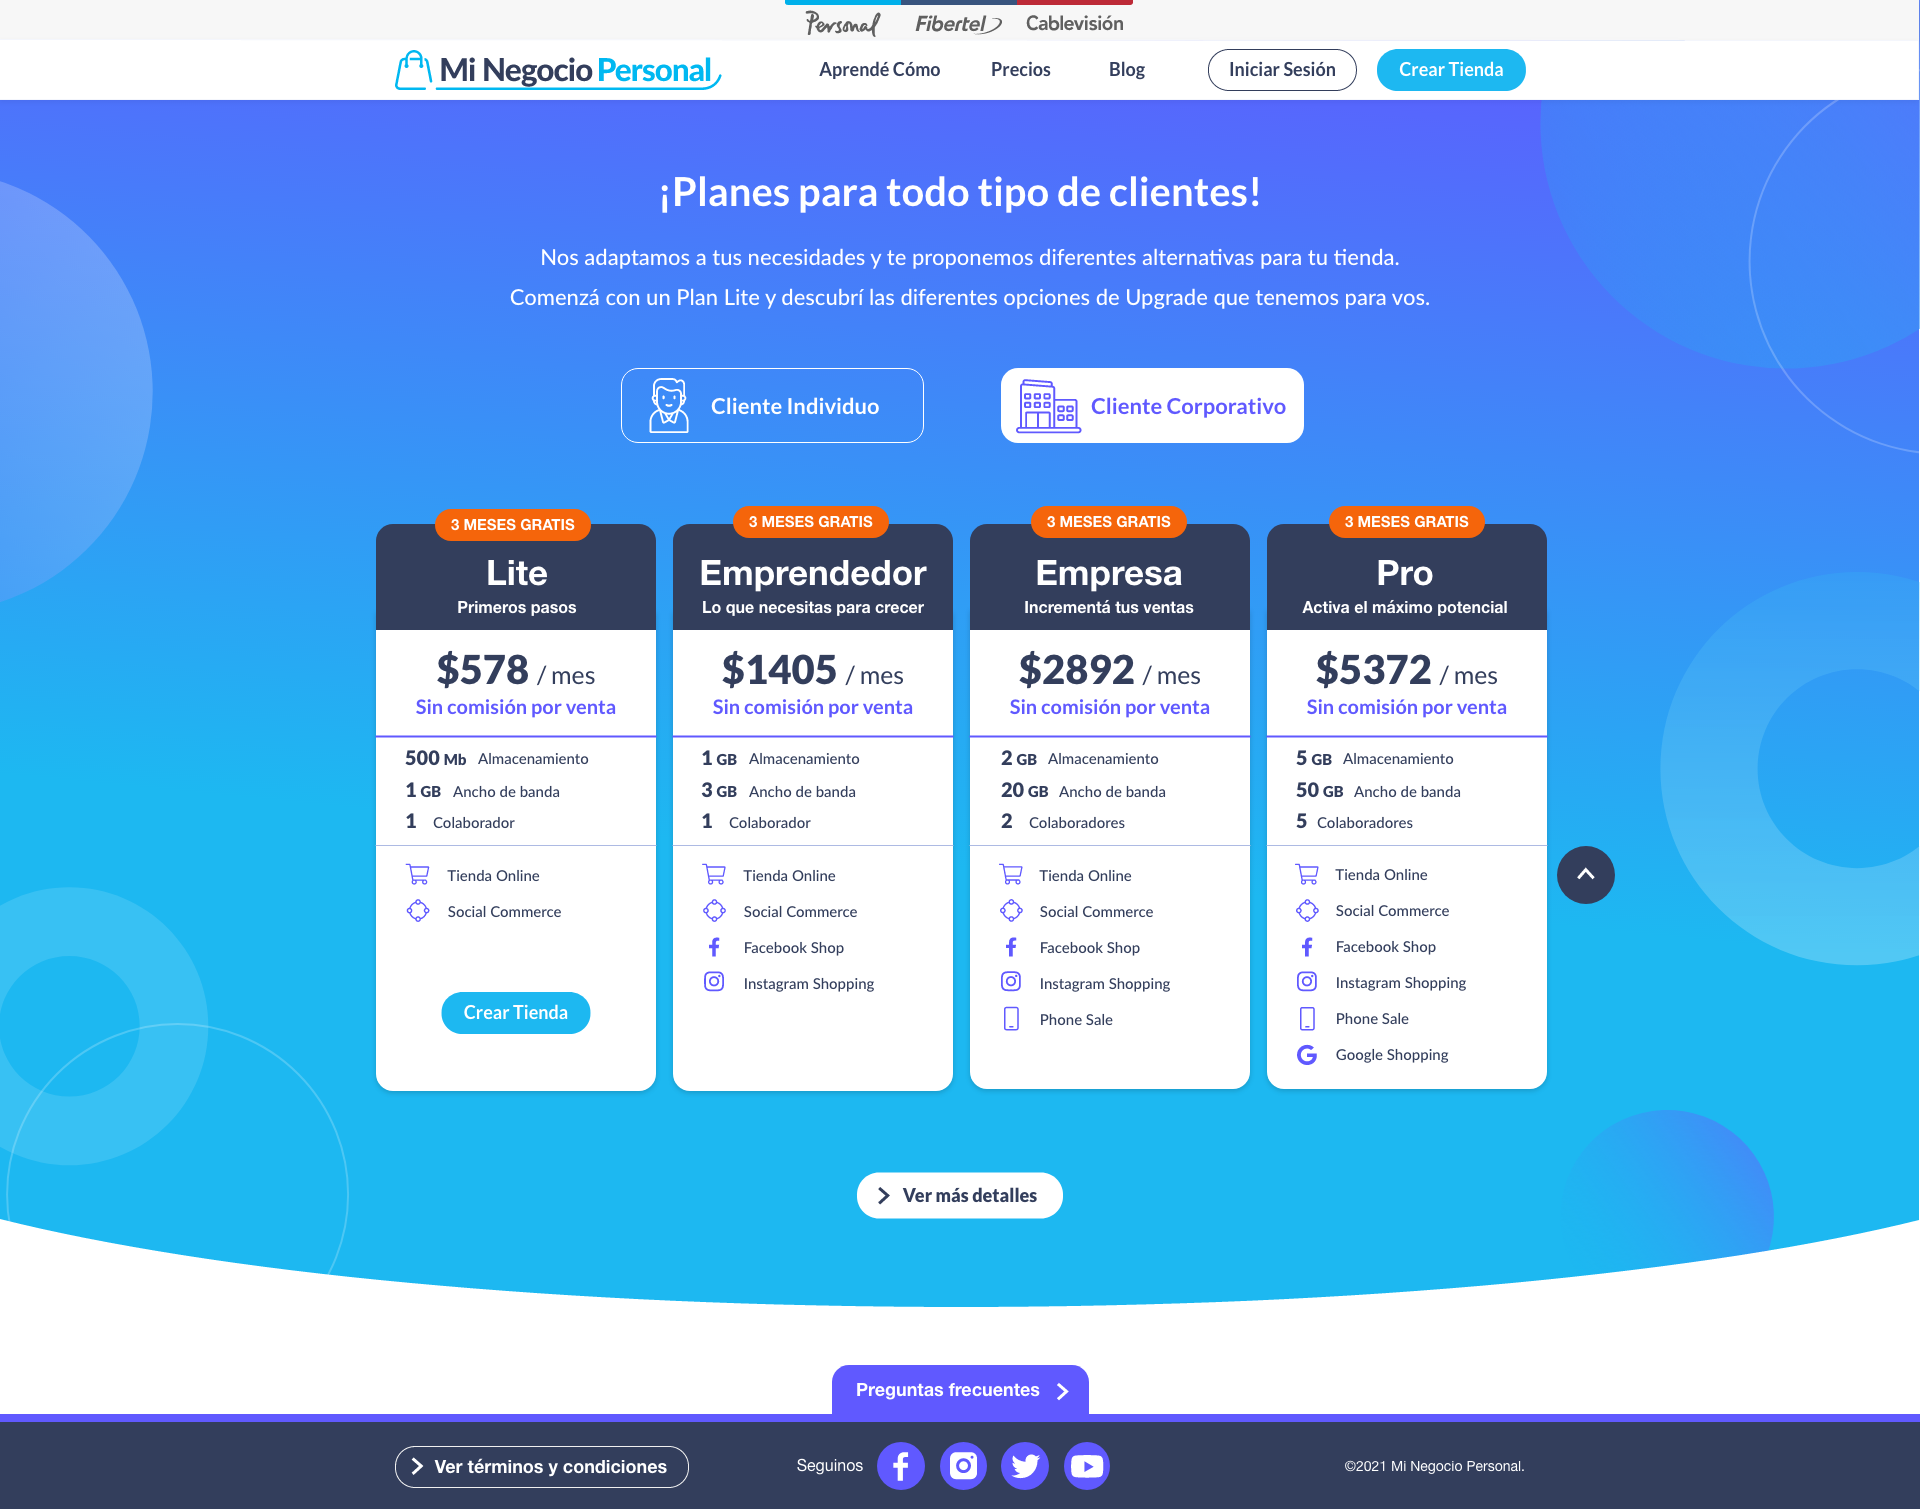 Personal Fibertel Cablevisión
Mi Negocio Personal
Aprendé Cómo Precios Blog Iniciar Sesión Crear Tienda
¡Planes para todo tipo de clientes!
Nos adaptamos a tus necesidades y te proponemos diferentes alternativas para tu tienda.
Comenzá con un Plan Lite y descubrí las diferentes opciones de Upgrade que tenemos para vos.
Cliente Individuo
Cliente Corporativo
3 MESES GRATIS
Lite
Primeros pasos
$578 / mes
Sin comisión por venta
500 Mb Almacenamiento
1 GB Ancho de banda
1 Colaborador
Tienda Online
Social Commerce
Crear Tienda
3 MESES GRATIS
Emprendedor
Lo que necesitas para crecer
$1405 / mes
Sin comisión por venta
1 GB Almacenamiento
3 GB Ancho de banda
1 Colaborador
Tienda Online
Social Commerce
Facebook Shop
Instagram Shopping
3 MESES GRATIS
Empresa
Incrementá tus ventas
$2892 / mes
Sin comisión por venta
2 GB Almacenamiento
20 GB Ancho de banda
2 Colaboradores
Tienda Online
Social Commerce
Facebook Shop
Instagram Shopping
Phone Sale
3 MESES GRATIS
Pro
Activa el máximo potencial
$5372 / mes
Sin comisión por venta
5 GB Almacenamiento
50 GB Ancho de banda
5 Colaboradores
Tienda Online
Social Commerce
Facebook Shop
Instagram Shopping
Phone Sale
Google Shopping
Ver más detalles
Preguntas frecuentes
Ver términos y condiciones
Seguinos
©2021 Mi Negocio Personal.